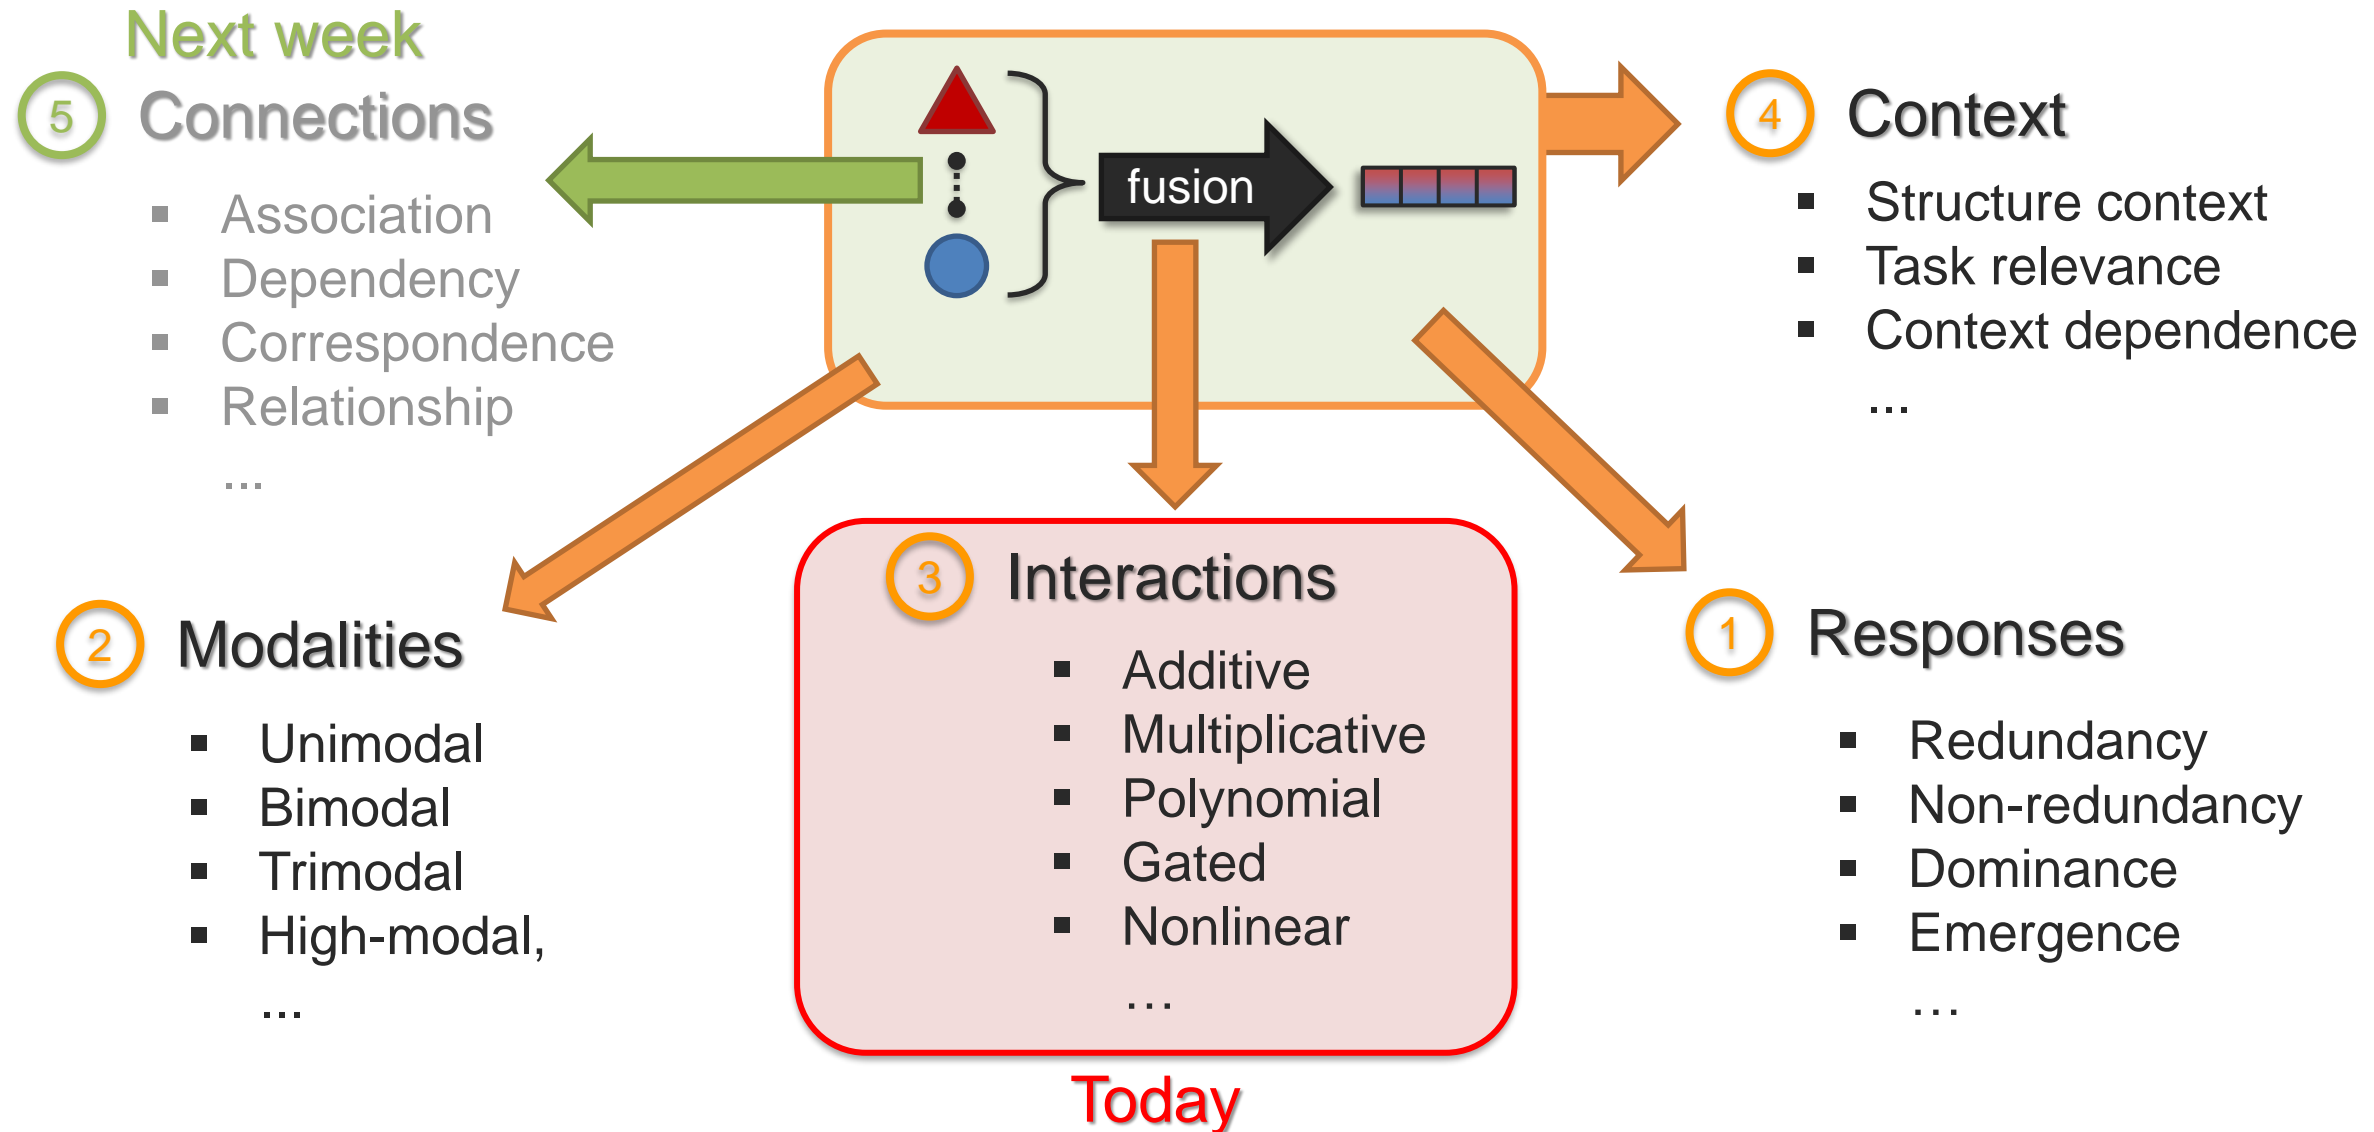 Next week
5 Connections
▪ Association
▪ Dependency
▪ Correspondence
▪ Relationship
...
fusion
4 Context
▪ Structure context
▪ Task relevance
▪ Context dependence
...
2 Modalities
▪ Unimodal
▪ Bimodal
▪ Trimodal
▪ High-modal,
...
3 Interactions
▪ Additive
▪ Multiplicative
▪ Polynomial
▪ Gated
▪ Nonlinear
...
Today
1 Responses
▪ Redundancy
▪ Non-redundancy
▪ Dominance
▪ Emergence
...